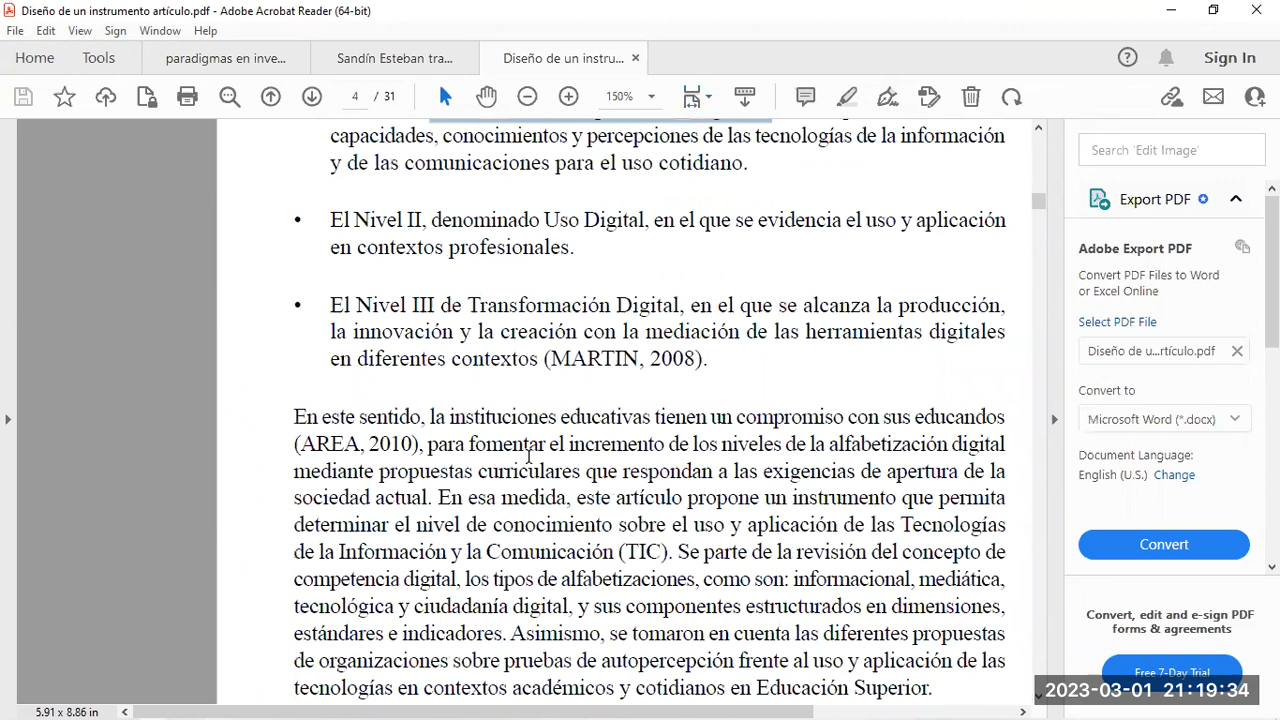 Diseño de un instrumento artículo.pdf - Adobe Acrobat Reader (64-bit)
File Edit View Sign Window Help
Home Tools paradigmas en inve... Sandín Esteban tra... Diseño de un instru... Sign In
4 / 31 150%
capacidades, conocimientos y percepciones de las tecnologías de la información
y de las comunicaciones para el uso cotidiano.
• El Nivel II, denominado Uso Digital, en el que se evidencia el uso y aplicación
en contextos profesionales.
• El Nivel III de Transformación Digital, en el que se alcanza la producción,
la innovación y la creación con la mediación de las herramientas digitales
en diferentes contextos (MARTIN, 2008).
En este sentido, la instituciones educativas tienen un compromiso con sus educandos
(AREA, 2010), para fomentar el incremento de los niveles de la alfabetización digital
mediante propuestas curriculares que respondan a las exigencias de apertura de la
sociedad actual. En esa medida, este artículo propone un instrumento que permita
determinar el nivel de conocimiento sobre el uso y aplicación de las Tecnologías
de la Información y la Comunicación (TIC). Se parte de la revisión del concepto de
competencia digital, los tipos de alfabetizaciones, como son: informacional, mediática,
tecnológica y ciudadanía digital, y sus componentes estructurados en dimensiones,
estándares e indicadores. Asimismo, se tomaron en cuenta las diferentes propuestas
de organizaciones sobre pruebas de autopercepción frente al uso y aplicación de las
tecnologías en contextos académicos y cotidianos en Educación Superior.
5.91 x 8.86 in
Search 'Edit Image'
Export PDF
Adobe Export PDF
Convert PDF Files to Word
or Excel Online
Select PDF File
Diseño de u...rtículo.pdf
Convert to
Microsoft Word (*.docx)
Document Language:
English (U.S.) Change
Convert
Convert, edit and e-sign PDF
forms & agreements
Free 7-Day Trial
2023-03-01 21:19:34